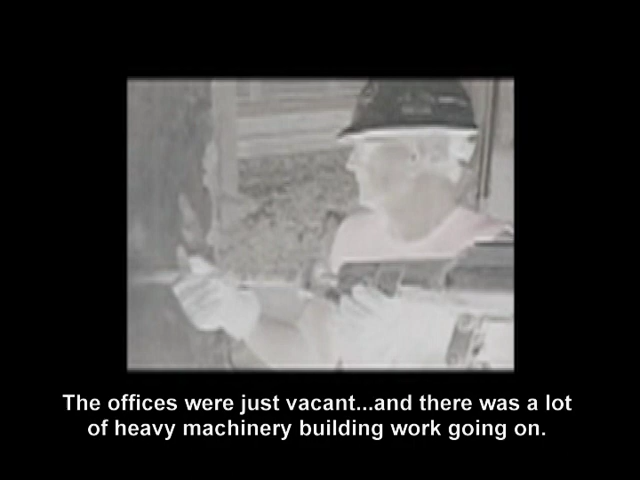 The offices were just vacant...and there was a lot
of heavy machinery building work going on.